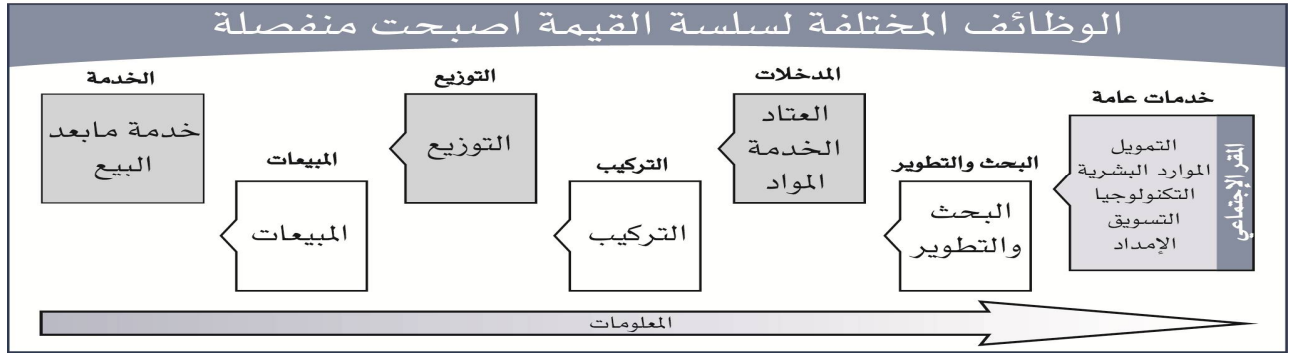 الوظائف المختلفة لسلسة القيمة اصبحت منفصلة
خدمات عامة
المقر الإجتماعي
التمويل
الموارد البشرية
التكنولوجيا
التسويق
الإمداد
البحث والتطوير
البحث
والتطوير
المدخلات
العتاد
الخدمة
المواد
التركيب
التركيب
التوزيع
التوزيع
المبيعات
المبيعات
الخدمة
خدمة مابعد
البيع
المعلومات